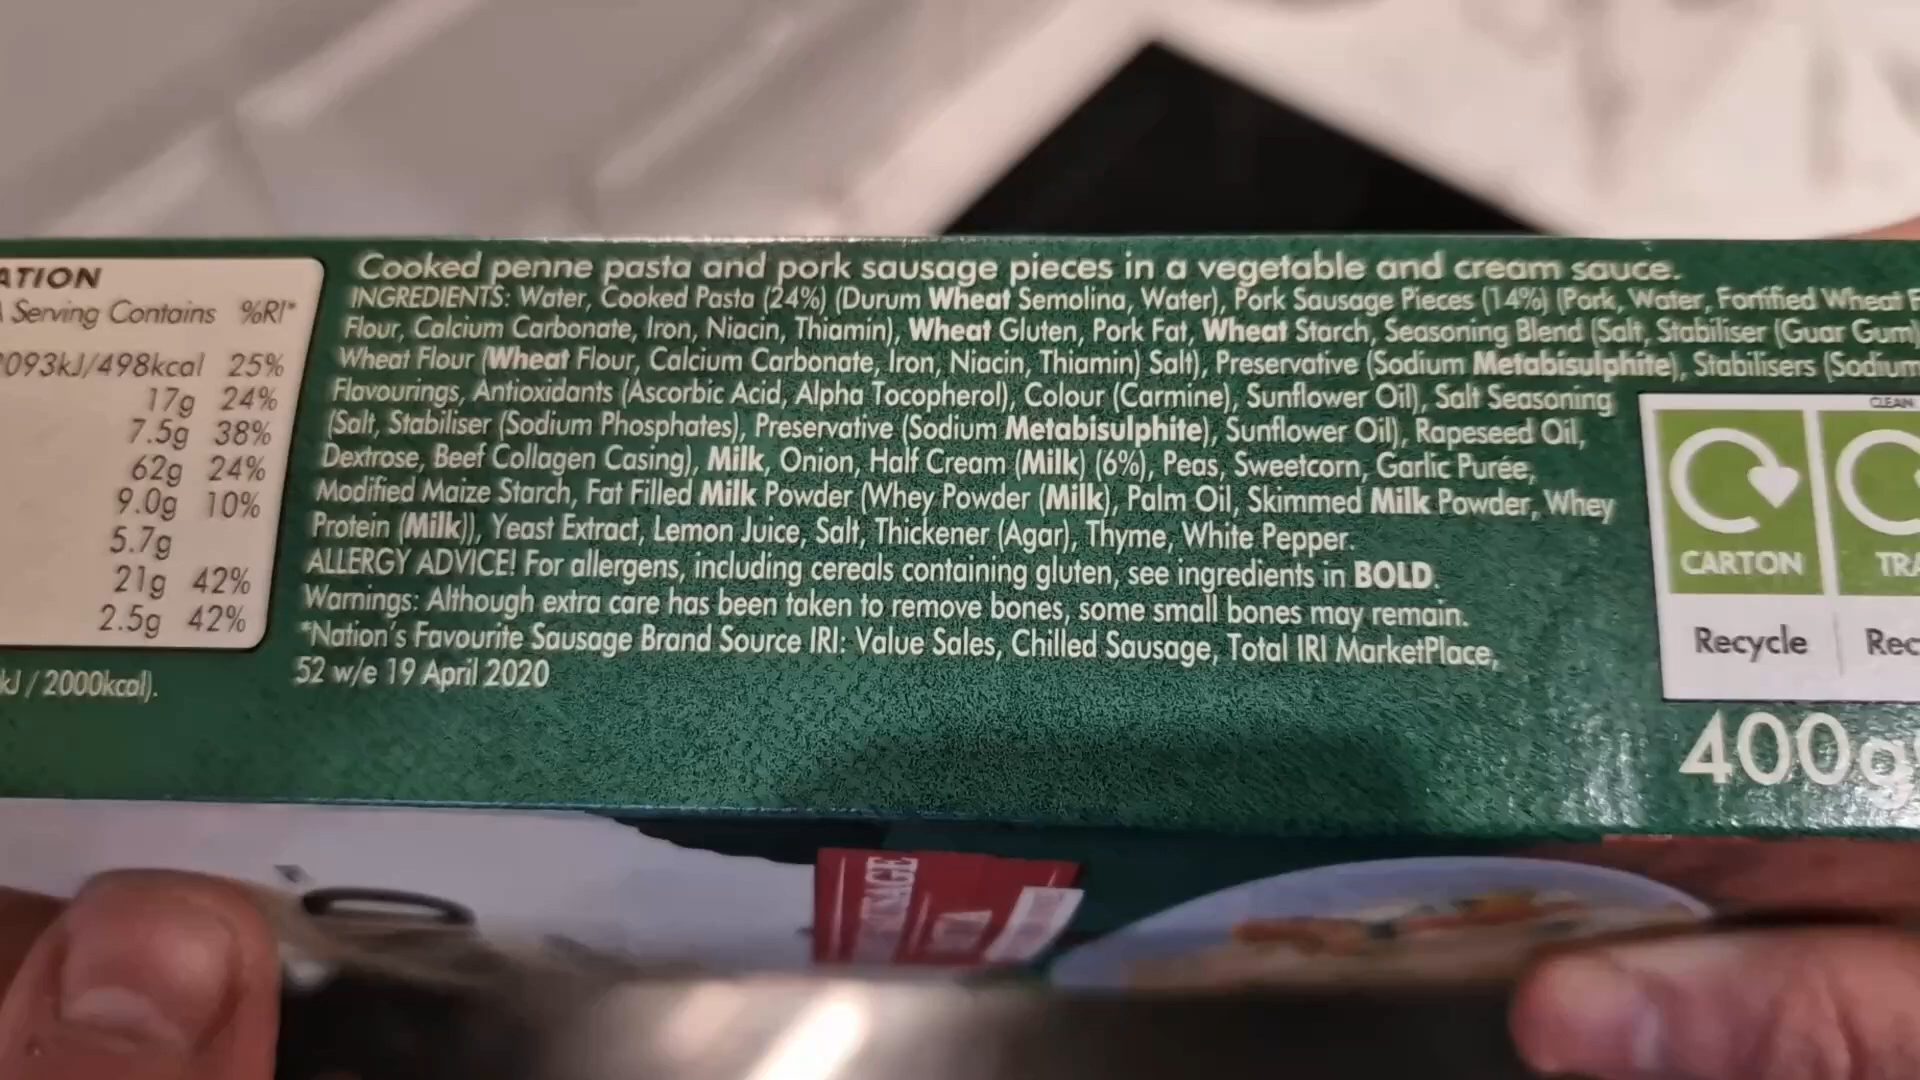 ATION
A Serving Contains %RI*
2093kJ/498kcal 25%
17g 24%
7.5g 38%
62g 24%
9.0g 10%
5.7g
21g 42%
2.5g 42%
kJ / 2000kcal).
Cooked penne pasta and pork sausage pieces in a vegetable and cream sauce.
INGREDIENTS: Water, Cooked Pasta (24%) (Durum Wheat Semolina, Water), Pork Sausage Pieces (14%) (Pork, Water, Fortified Wheat F
Flour, Calcium Carbonate, Iron, Niacin, Thiamin), Wheat Gluten, Pork Fat, Wheat Starch, Seasoning Blend (Salt, Stabiliser (Guar Gum)
Wheat Flour (Wheat Flour, Calcium Carbonate, Iron, Niacin, Thiamin) Salt), Preservative (Sodium Metabisulphite), Stabilisers (Sodium
Flavourings, Antioxidants (Ascorbic Acid, Alpha Tocopherol), Colour (Carmine), Sunflower Oil), Salt Seasoning
(Salt, Stabiliser (Sodium Phosphates), Preservative (Sodium Metabisulphite), Sunflower Oil), Rapeseed Oil,
Dextrose, Beef Collagen Casing), Milk, Onion, Half Cream (Milk) (6%), Peas, Sweetcorn, Garlic Purée,
Modified Maize Starch, Fat Filled Milk Powder (Whey Powder (Milk), Palm Oil, Skimmed Milk Powder, Whey
Protein (Milk)), Yeast Extract, Lemon Juice, Salt, Thickener (Agar), Thyme, White Pepper.
ALLERGY ADVICE! For allergens, including cereals containing gluten, see ingredients in BOLD.
Warnings: Although extra care has been taken to remove bones, some small bones may remain.
*Nation's Favourite Sausage Brand Source IRI: Value Sales, Chilled Sausage, Total IRI MarketPlace,
52 w/e 19 April 2020
CLEAN
CARTON
TRA
Recycle
Rec
400g
SAUSAGE